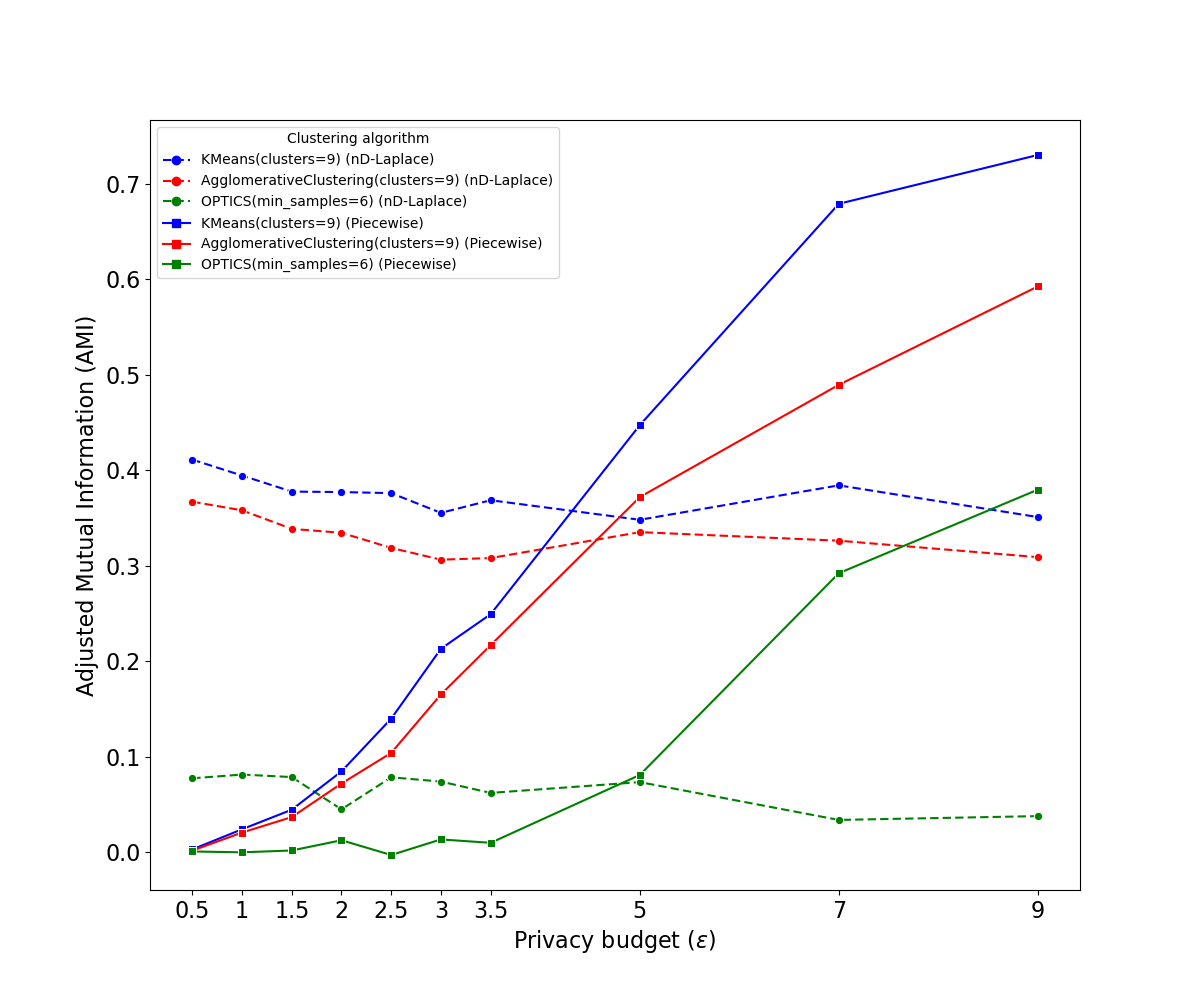 Clustering algorithm
KMeans(clusters=9) (nD-Laplace)
AgglomerativeClustering(clusters=9) (nD-Laplace)
OPTICS(min_samples=6) (nD-Laplace)
KMeans(clusters=9) (Piecewise)
AgglomerativeClustering(clusters=9) (Piecewise)
OPTICS(min_samples=6) (Piecewise)
Adjusted Mutual Information (AMI)
0.7
0.6
0.5
0.4
0.3
0.2
0.1
0.0
0.5 1 1.5 2 2.5 3 3.5 5 7 9
Privacy budget (ε)